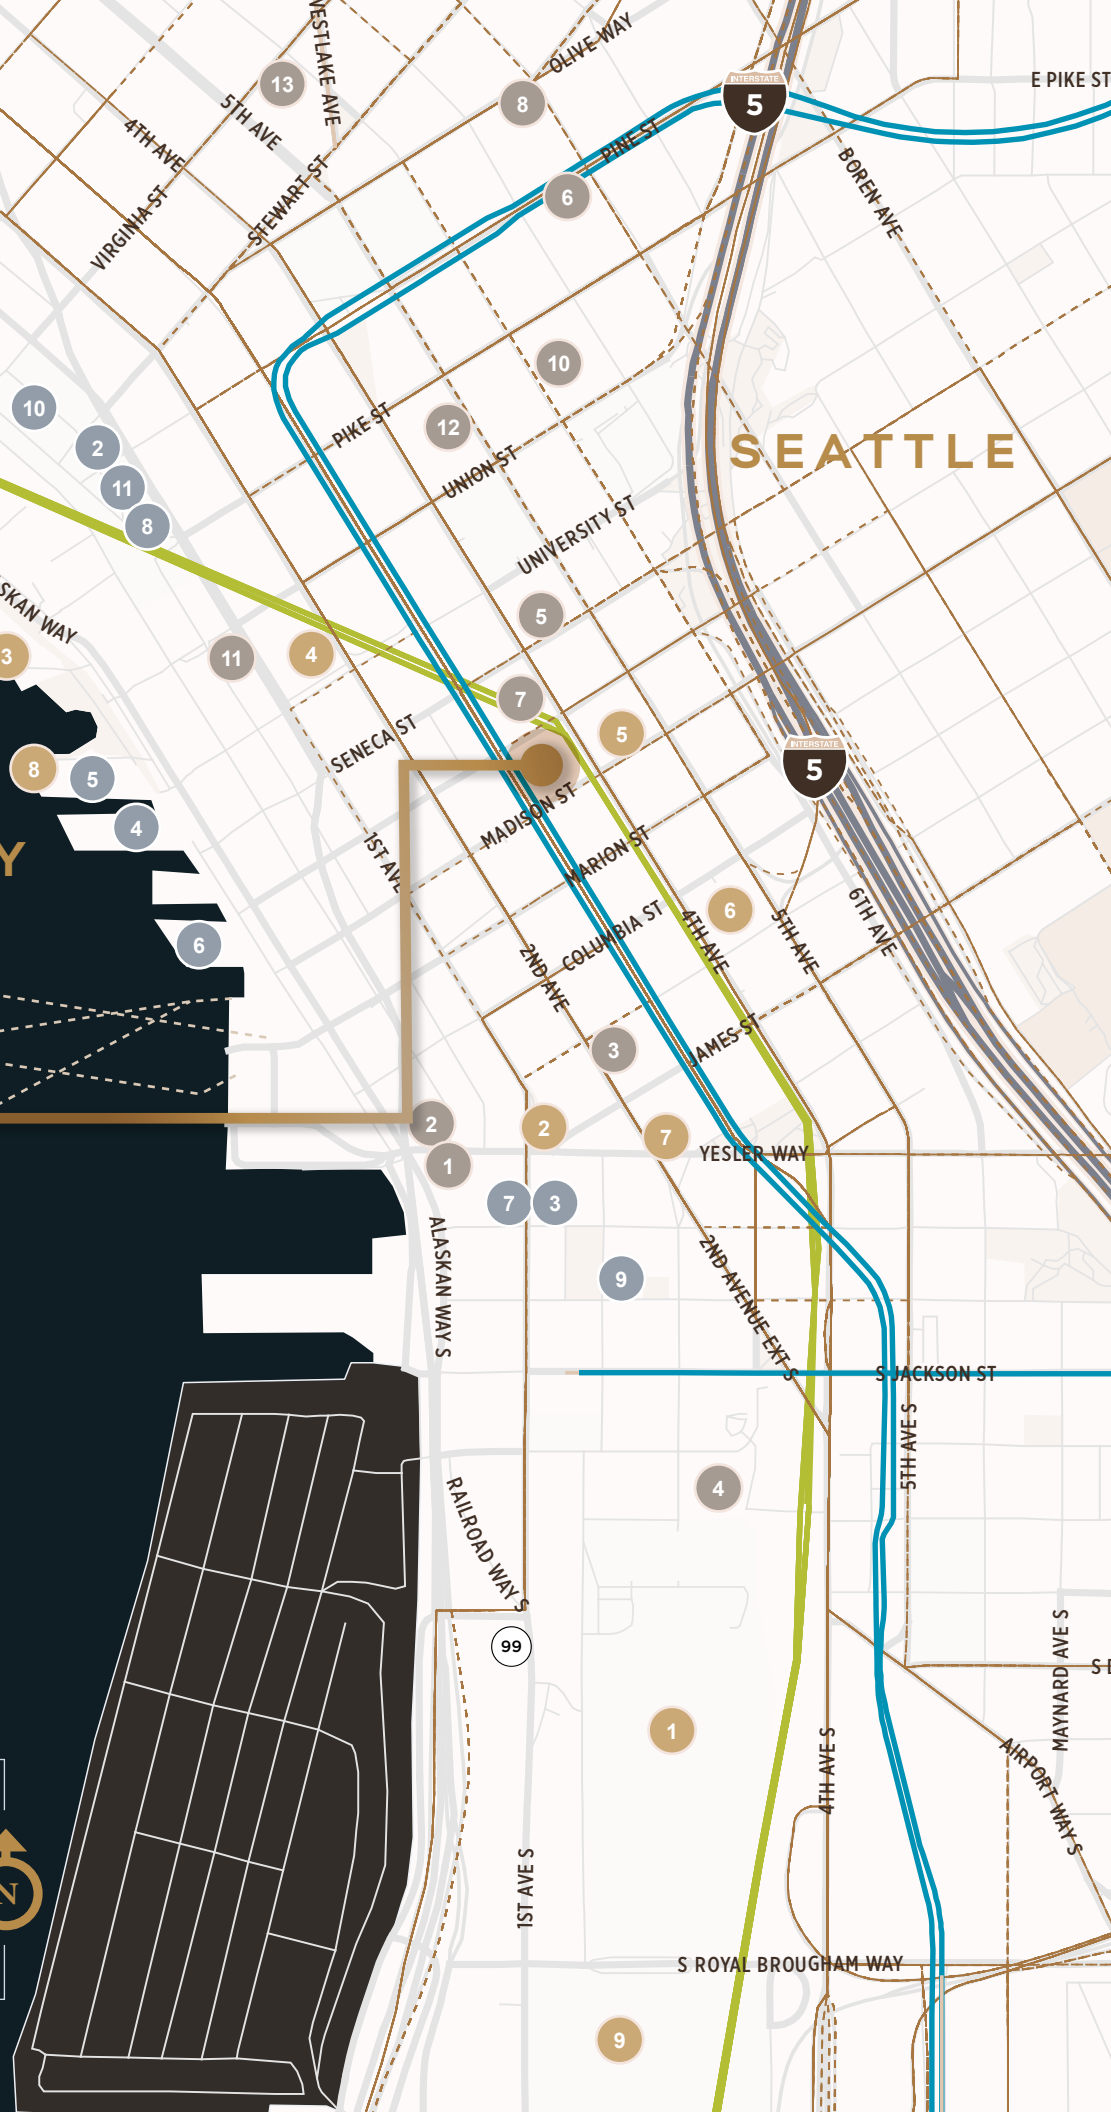 WESTLAKE AVE
OLIVE WAY
13
8
INTERSTATE
5
E PIKE ST
5TH AVE
4TH AVE
PINE ST
BOREN AVE
STEWART ST
VIRGINIA ST
6
10
10
PIKE ST
12
2
SEATTLE
UNION ST
11
8
UNIVERSITY ST
SKAN WAY
5
3
11
4
7
5
SENECA ST
INTERSTATE
5
8
5
MADISON ST
4
1ST AVE
MARION ST
Y
6
COLUMBIA ST
4TH AVE
5TH AVE
6TH AVE
6
2ND AVE
JAMES ST
3
2
2
7
YESLER WAY
1
7
3
ALASKAN WAY S
9
2ND AVENUE EXT S
S JACKSON ST
5TH AVE S
4
RAILROAD WAY S
99
MAYNARD AVE S
S D
1
4TH AVE S
AIRPORT WAY S
N
1ST AVE S
S ROYAL BROUGHAM WAY
9